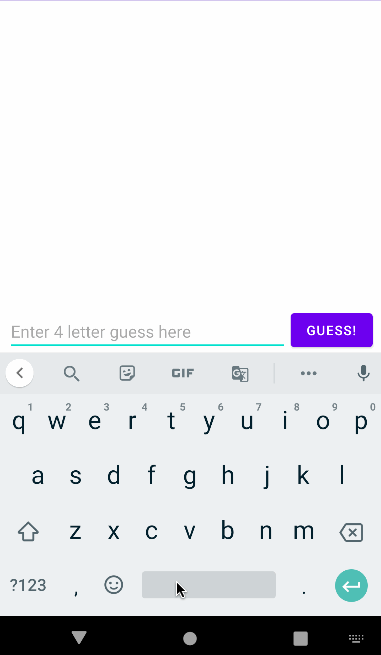 Enter 4 letter guess here GUESS!
GIF G
1 2 3 4 5 6 7 8 9 0
q w e r t y u i o p
a s d f g h j k l
z x c v b n m
?123 , .